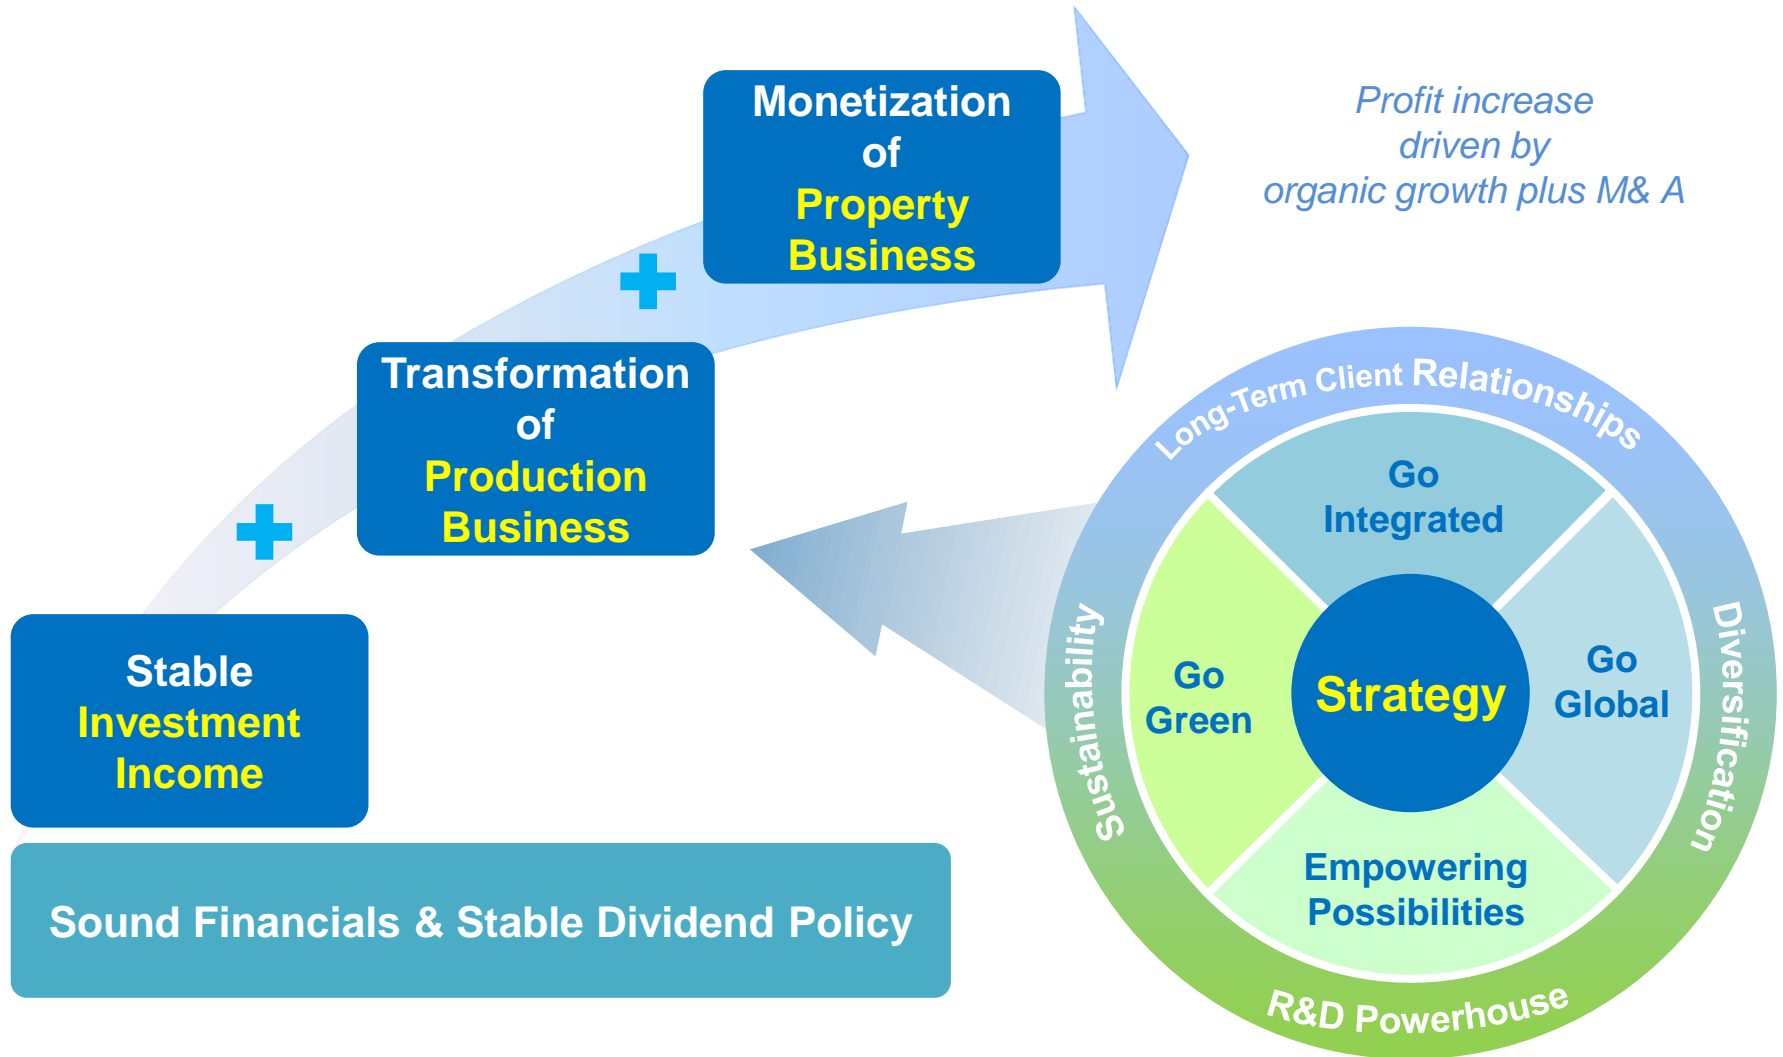 Monetization
of
Property
Business
Profit increase
driven by
organic growth plus M& A
Transformation
of
Production
Business
Stable
Investment
Income
Sound Financials & Stable Dividend Policy
Long-Term Client Relationships
Diversification
R&D Powerhouse
Sustainability
Go
Integrated
Go
Global
Empowering
Possibilities
Go
Green
Strategy